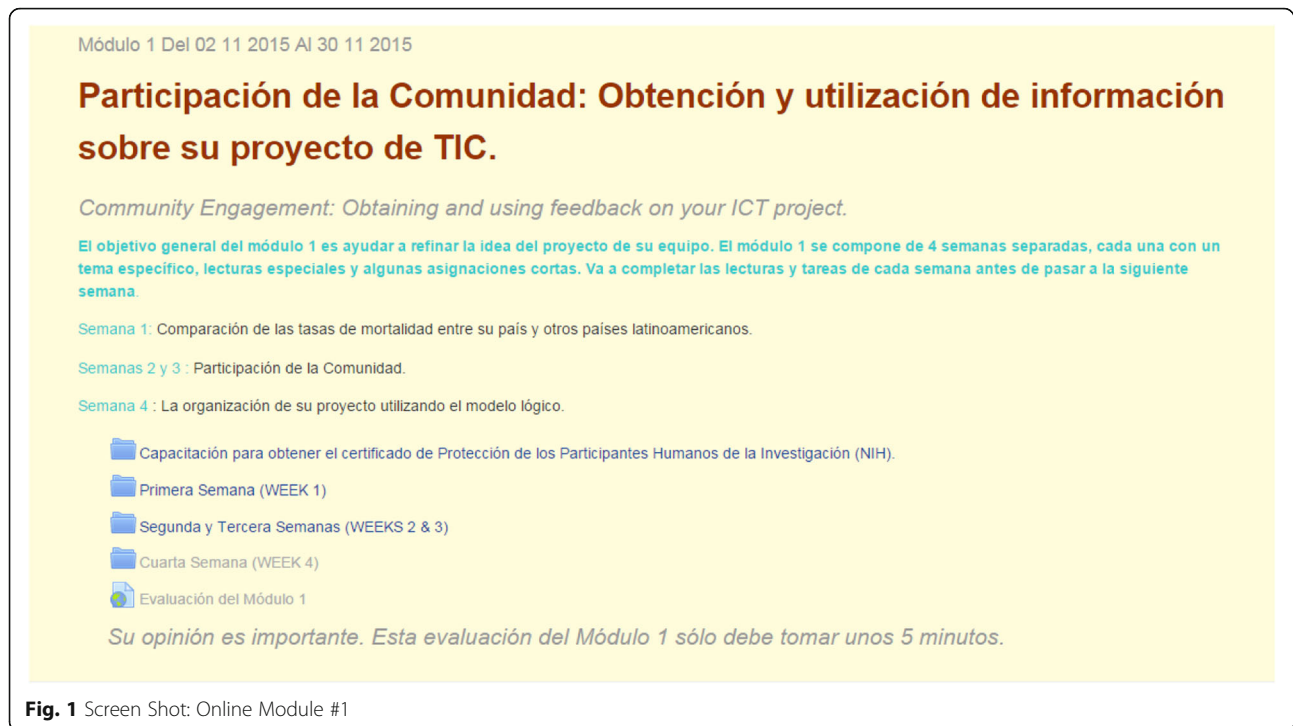 Módulo 1 Del 02 11 2015 Al 30 11 2015
Participación de la Comunidad: Obtención y utilización de información
sobre su proyecto de TIC.
Community Engagement: Obtaining and using feedback on your ICT project.
El objetivo general del módulo 1 es ayudar a refinar la idea del proyecto de su equipo. El módulo 1 se compone de 4 semanas separadas, cada una con un
tema específico, lecturas especiales y algunas asignaciones cortas. Va a completar las lecturas y tareas de cada semana antes de pasar a la siguiente
semana.
Semana 1: Comparación de las tasas de mortalidad entre su país y otros países latinoamericanos.
Semanas 2 y 3 : Participación de la Comunidad.
Semana 4 : La organización de su proyecto utilizando el modelo lógico.
Capacitación para obtener el certificado de Protección de los Participantes Humanos de la Investigación (NIH).
Primera Semana (WEEK 1)
Segunda y Tercera Semanas (WEEKS 2 & 3)
Cuarta Semana (WEEK 4)
Evaluación del Módulo 1
Su opinión es importante. Esta evaluación del Módulo 1 sólo debe tomar unos 5 minutos.
Fig. 1 Screen Shot: Online Module #1